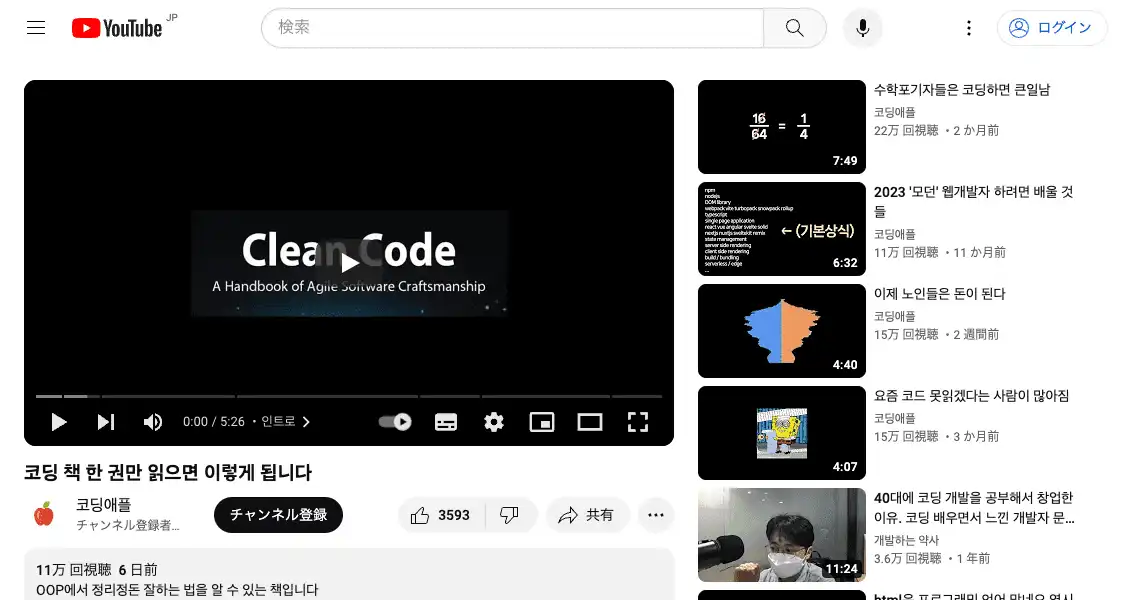 YouTube JP
検索
ログイン
Clean Code
A Handbook of Agile Software Craftsmanship
0:00 / 5:26 ・ 인트로
코딩 책 한 권만 읽으면 이렇게 됩니다
코딩애플
チャンネル登録者...
チャンネル登録
3593
共有
11万 回視聴 6 日前
OOP에서 정리정돈 잘하는 법을 알 수 있는 책입니다
16
64
=
1
4
7:49
수학포기자들은 코딩하면 큰일남
코딩애플
22万 回視聴 ・2 か月前
npm
nodejs
DOM library
webpack vite turbopack snowpack rollup
typescript
single page application
react vue angular svelte solid
nextjs nuxtjs sveltekit remix
state management
server side rendering
client side rendering
build / bundling
serverless / edge
...
← (기본상식)
6:32
2023 '모던' 웹개발자 하려면 배울 것
들
코딩애플
11万 回視聴 ・11 か月前
4:40
이제 노인들은 돈이 된다
코딩애플
15万 回視聴 ・2 週間前
4:07
요즘 코드 못읽겠다는 사람이 많아짐
코딩애플
15万 回視聴 ・3 か月前
11:24
40대에 코딩 개발을 공부해서 창업한
이유. 코딩 배우면서 느낀 개발자 문...
개발하는 약사
3.6万 回視聴 ・1 年前